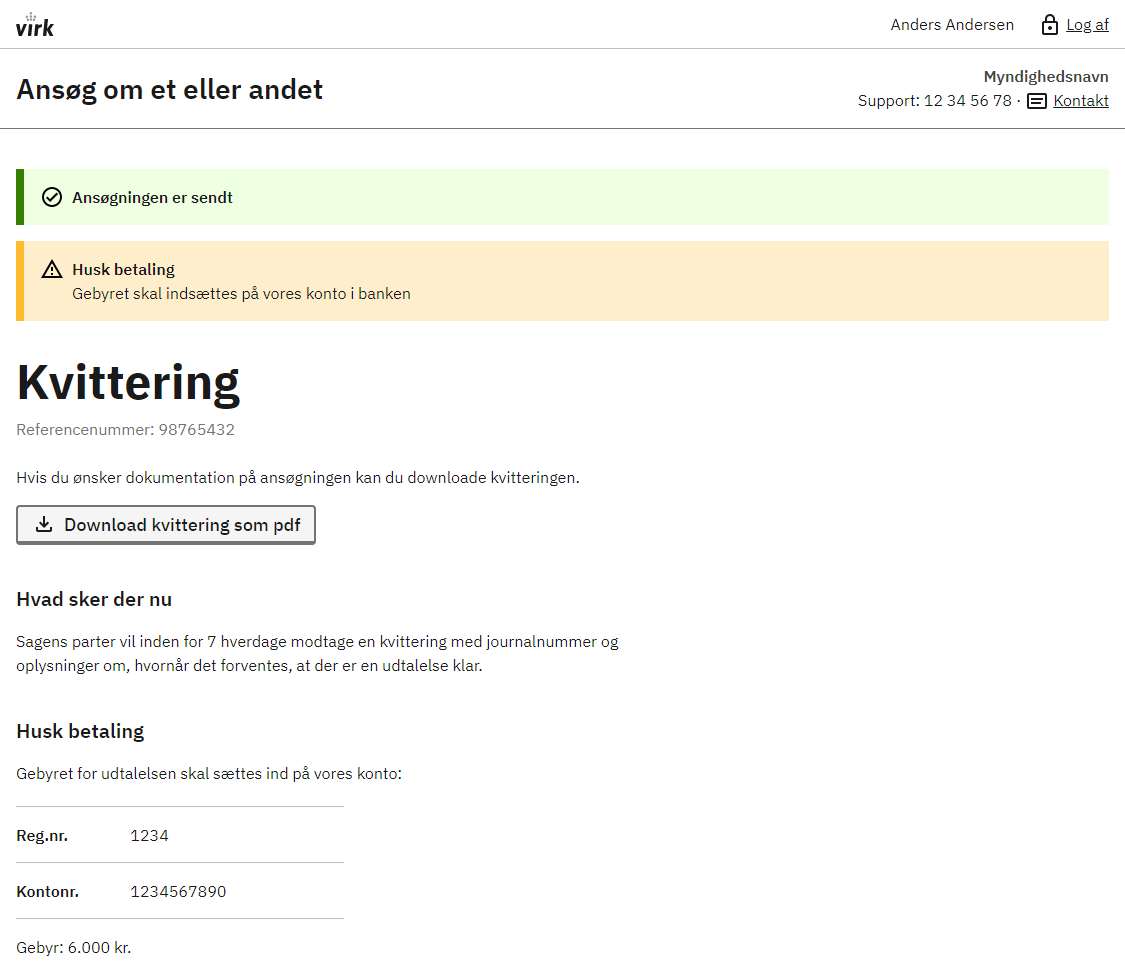 virk
Anders Andersen
Log af
Ansøg om et eller andet
Myndighedsnavn
Support: 12 34 56 78 · Kontakt
Ansøgningen er sendt
Husk betaling
Gebyret skal indsættes på vores konto i banken
Kvittering
Referencenummer: 98765432
Hvis du ønsker dokumentation på ansøgningen kan du downloade kvitteringen.
Download kvittering som pdf
Hvad sker der nu
Sagens parter vil inden for 7 hverdage modtage en kvittering med journalnummer og
oplysninger om, hvornår det forventes, at der er en udtalelse klar.
Husk betaling
Gebyret for udtalelsen skal sættes ind på vores konto:
Reg.nr. 1234
Kontonr. 1234567890
Gebyr: 6.000 kr.